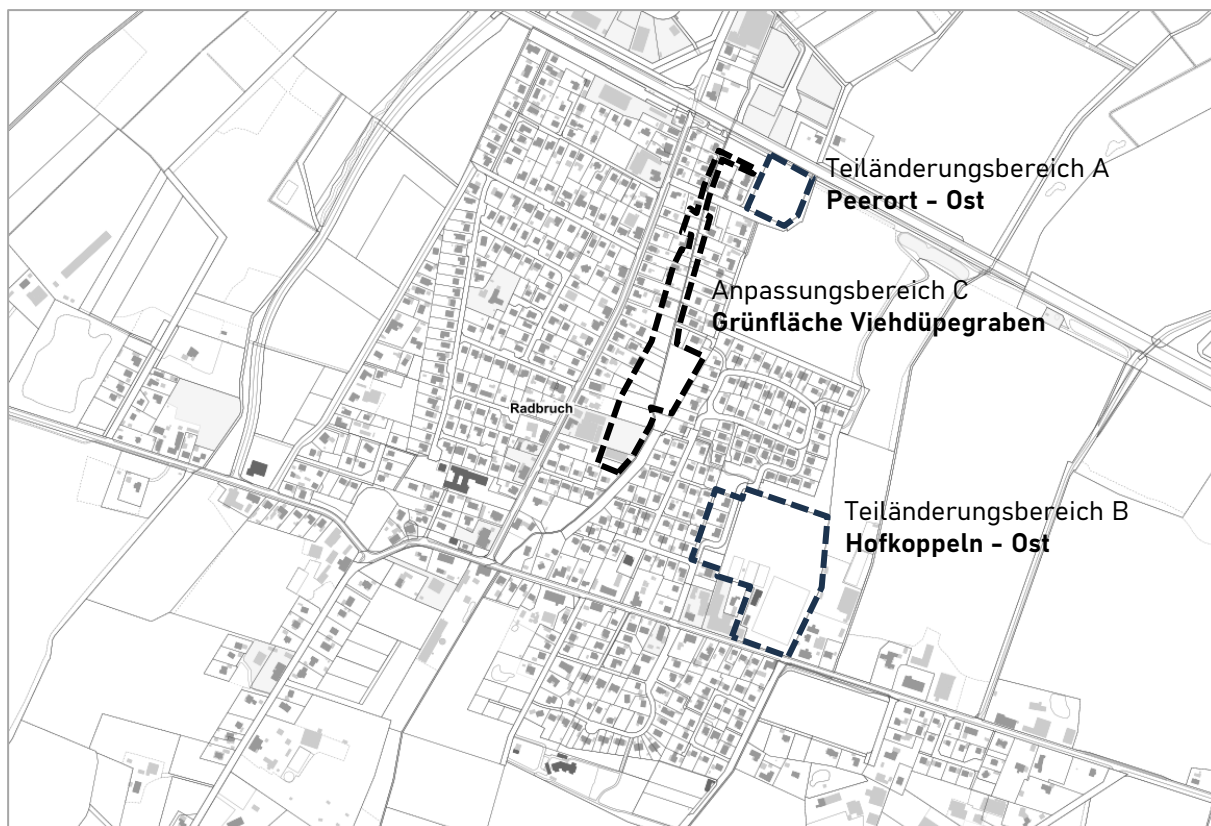 Teiländerungsbereich A
Peerort - Ost
Anpassungsbereich C
Grünfläche Viehdüpegraben
Radbruch
Teiländerungsbereich B
Hofkoppeln - Ost